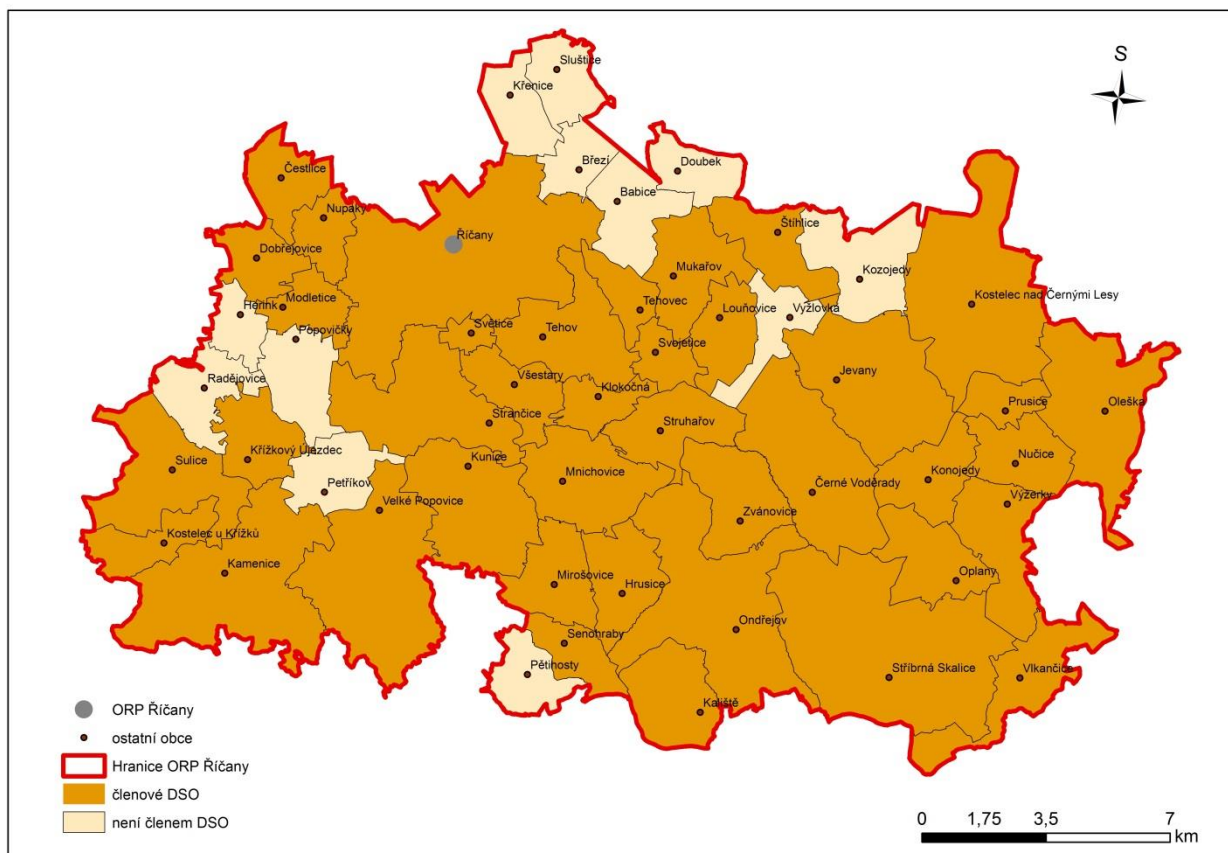 S
Sluštice
Křenice
Březí
Doubek
Babice
Čestlice
Nupaky
Říčany
Štihlice
Dobřejovice
Mukařov
Kozojedy
Herink
Modletice
Tehovec
Louňovice
Vyžlovka
Kostelec nad Černými Lesy
Popovičky
Světice
Tehov
Svojetice
Radějovice
Všestary
Klokočná
Jevany
Prusice
Oleška
Strančice
Struhařov
Sulice
Křížkový Újezdec
Kunice
Mnichovice
Konojedy
Nučice
Petříkov
Velké Popovice
Černé Voděrady
Výžerky
Zvánovice
Kostelec u Křížků
Kamenice
Mirošovice
Hrusice
Oplany
Ondřejov
Senohraby
Pětihosty
Stříbrná Skalice
Vlkančice
Kaliště
ORP Říčany
ostatní obce
Hranice ORP Říčany
členové DSO
není členem DSO
0 1,75 3,5 7
km